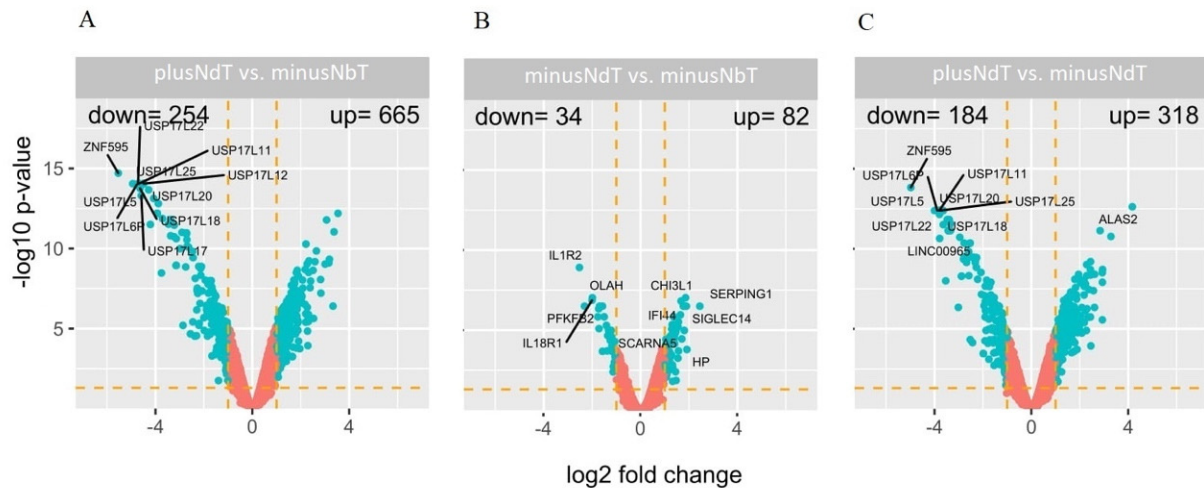 A
B
C
plusNdT vs. minusNbT
minusNdT vs. minusNbT
plusNdT vs. minusNdT
down= 254
up= 665
down= 34
up= 82
down= 184
up= 318
USP17L22
ZNF595
USP17L11
USP17L25
USP17L12
USP17L5
USP17L20
USP17L6P
USP17L18
USP17L17
IL1R2
OLAH
CHI3L1
SERPING1
PFKFB2
IFI44
SIGLEC14
IL18R1
SCARNA5
HP
ZNF595
USP17L6P
USP17L11
USP17L5
USP17L20
USP17L25
USP17L22
USP17L18
ALAS2
LINC00965
-log10 p-value
15
10
5
-4
0
4
-4
0
4
-4
0
4
log2 fold change